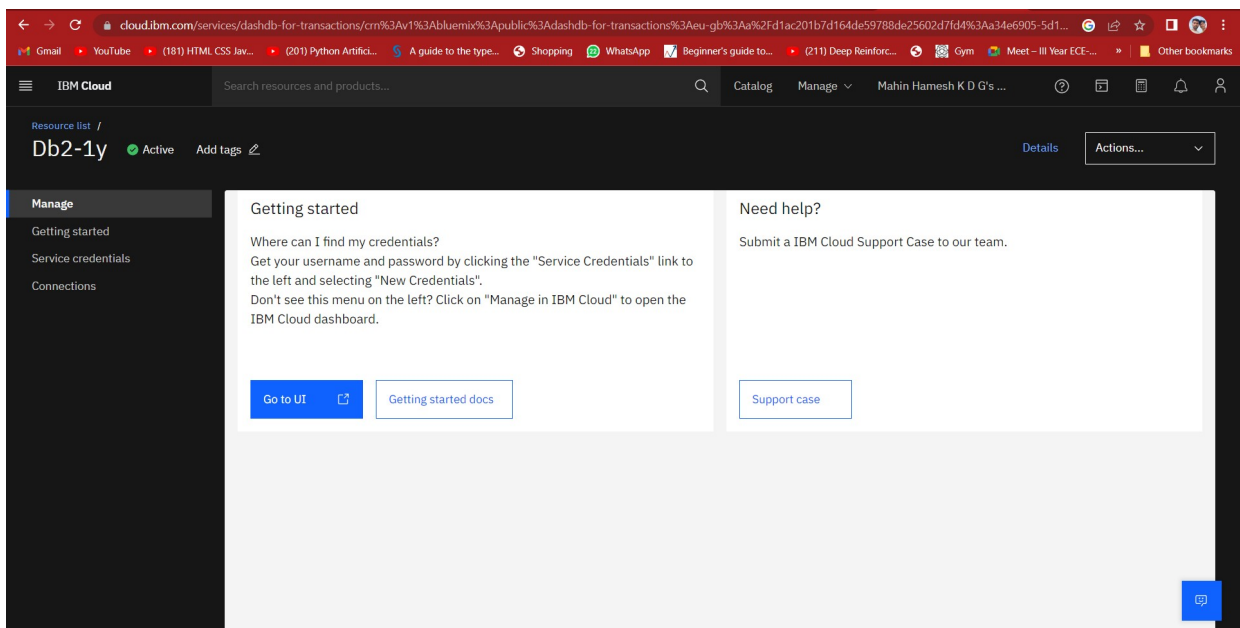 cloud.ibm.com/services/dashdb-for-transactions/crn%3Av1%3Abluemix%3Apublic%3Adashdb-for-transactions%3Aeu-gb%3Aa%2Fd1ac201b7d164de59788de25602d7fd4%3Aa34e6905-5d1...
Gmail YouTube (181) HTML CSS Jav... (201) Python Artifici... A guide to the type... Shopping WhatsApp Beginner's guide to... (211) Deep Reinforc... Gym Meet – III Year ECE-... » Other bookmarks
IBM Cloud Search resources and products... Catalog Manage Mahin Hamesh K D G's ...
Resource list /
Db2-1y Active Add tags Details Actions...
Manage
Getting started
Service credentials
Connections
Getting started
Where can I find my credentials?
Get your username and password by clicking the "Service Credentials" link to
the left and selecting "New Credentials".
Don't see this menu on the left? Click on "Manage in IBM Cloud" to open the
IBM Cloud dashboard.
Go to UI Getting started docs
Need help?
Submit a IBM Cloud Support Case to our team.
Support case